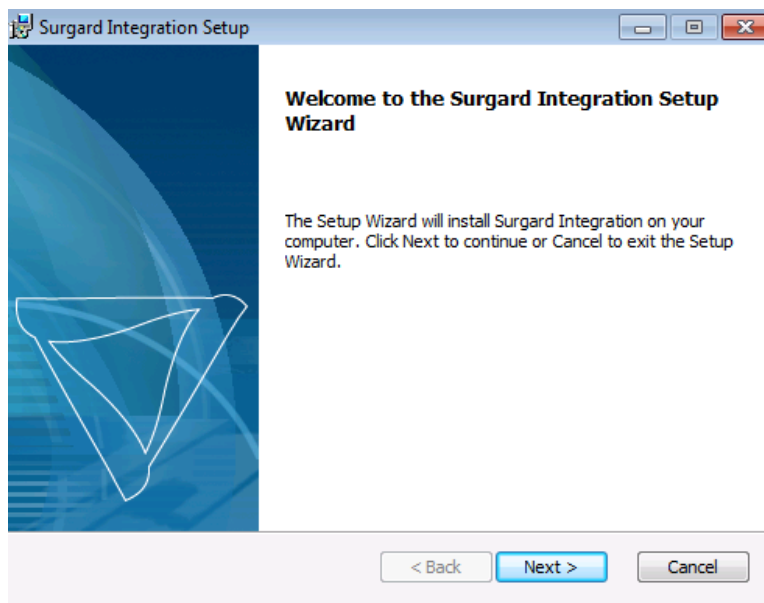 Surgard Integration Setup
Welcome to the Surgard Integration Setup
Wizard
The Setup Wizard will install Surgard Integration on your
computer. Click Next to continue or Cancel to exit the Setup
Wizard.
< Back Next > Cancel